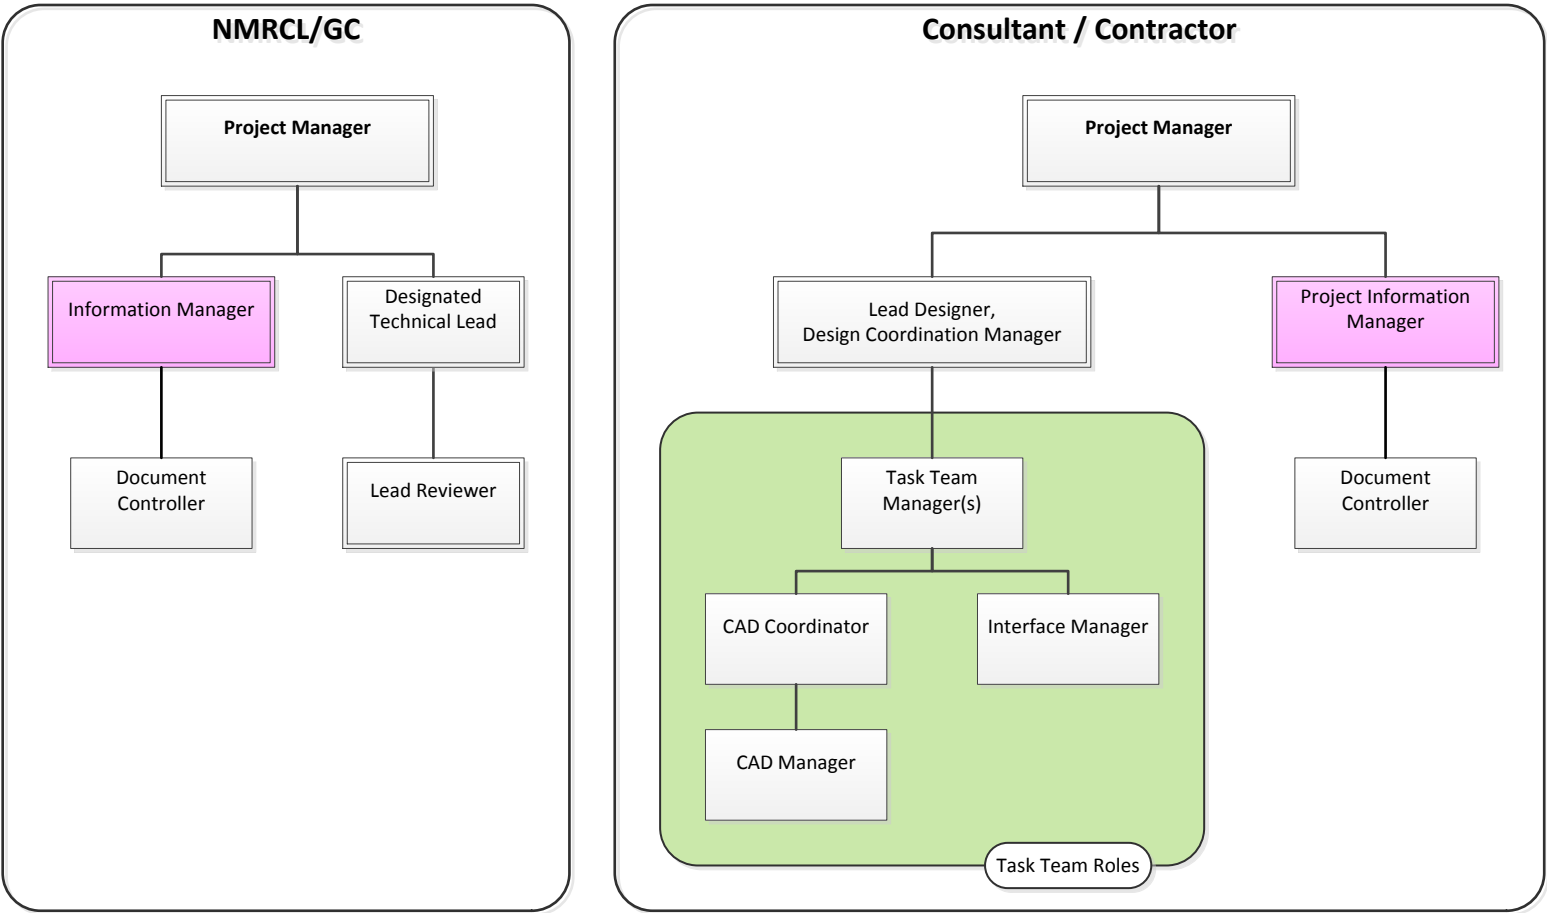 NMRCL/GC
Project Manager
Information Manager
Designated
Technical Lead
Document
Controller
Lead Reviewer
Consultant / Contractor
Project Manager
Lead Designer,
Design Coordination Manager
Project Information
Manager
Task Team
Manager(s)
Document
Controller
CAD Coordinator
Interface Manager
CAD Manager
Task Team Roles